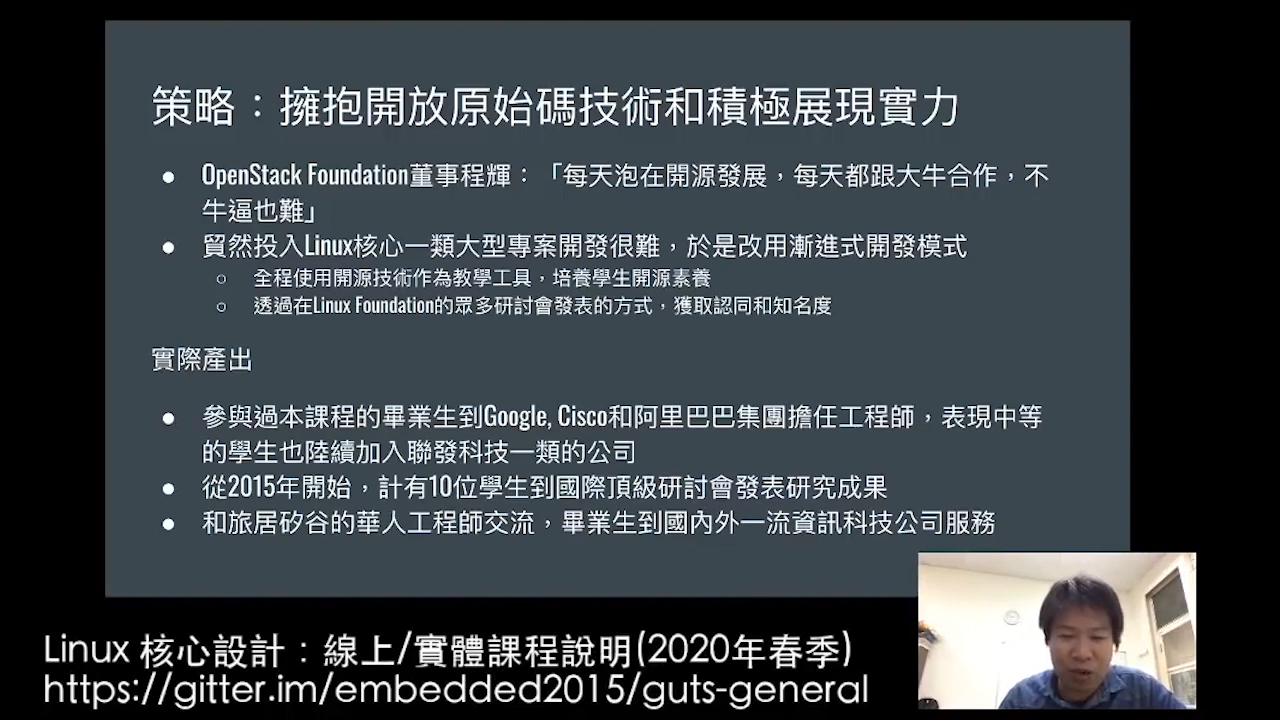 策略：擁抱開放原始碼技術和積極展現實力
● OpenStack Foundation董事程輝：「每天泡在開源發展，每天都跟大牛合作，不
牛逼也難」
● 貿然投入Linux核心一類大型專案開發很難，於是改用漸進式開發模式
○ 全程使用開源技術作為教學工具，培養學生開源素養
○ 透過在Linux Foundation的眾多研討會發表的方式，獲取認同和知名度
實際產出
● 參與過本課程的畢業生到Google, Cisco和阿里巴巴集團擔任工程師，表現中等
的學生也陸續加入聯發科技一類的公司
● 從2015年開始，計有10位學生到國際頂級研討會發表研究成果
● 和旅居矽谷的華人工程師交流，畢業生到國內外一流資訊科技公司服務
Linux 核心設計：線上/實體課程說明(2020年春季)
https://gitter.im/embedded2015/guts-general